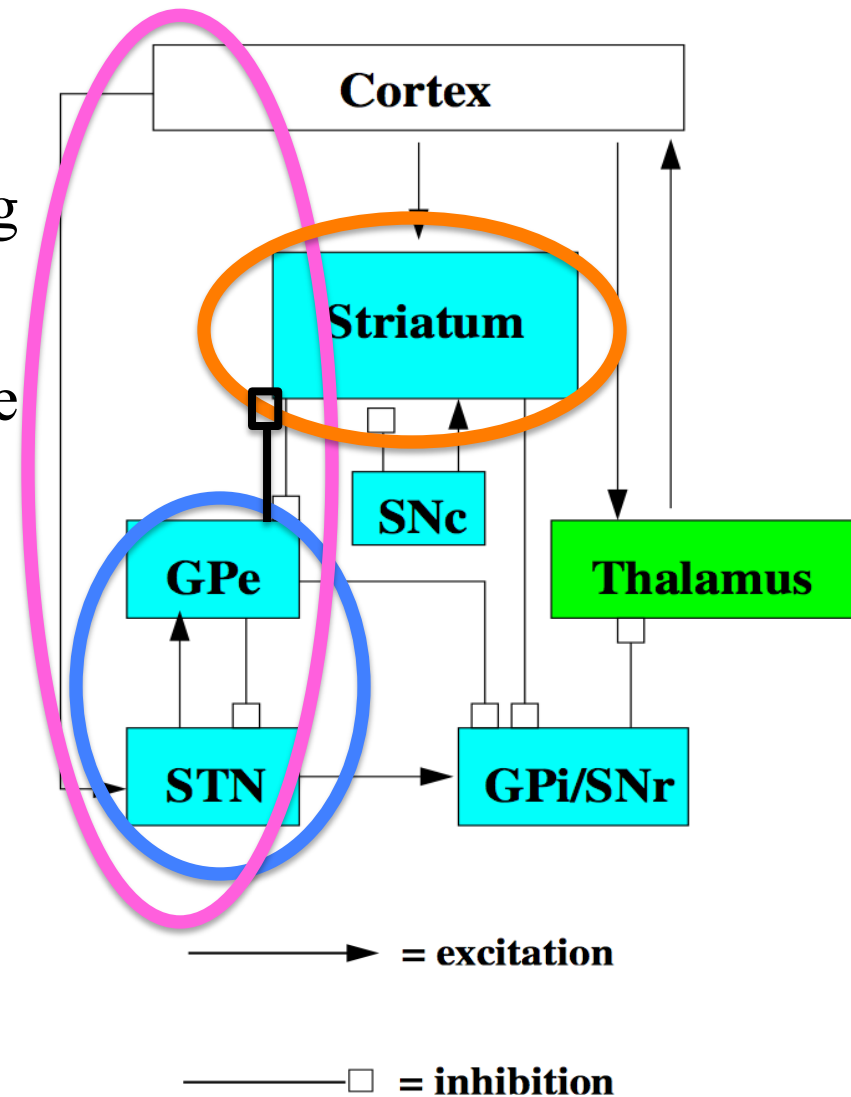 Cortex
g
Striatum
e
SNc
GPe
Thalamus
STN
GPi/SNr
= excitation
= inhibition